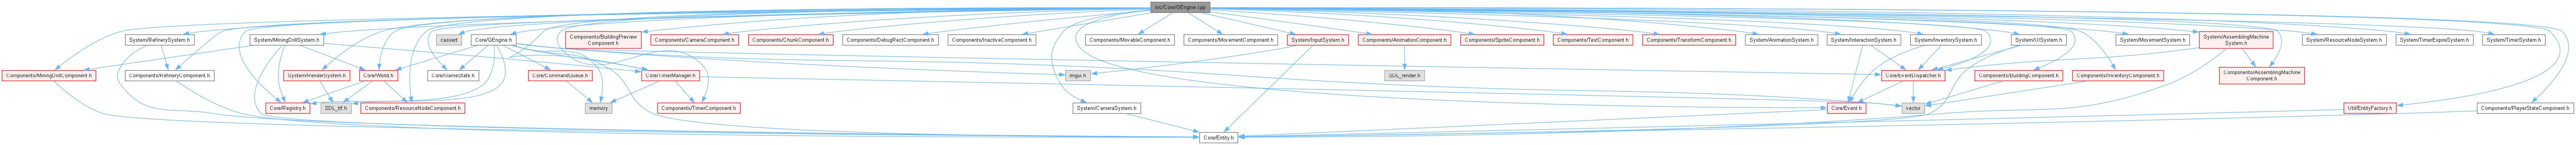 src/Core/GEngine.cpp
System/RefinerySystem.h
System/MiningDrillSystem.h
cassert
Core/GEngine.h
Components/BuildingPreview
Component.h
Components/CameraComponent.h
Components/ChunkComponent.h
Components/DebugRectComponent.h
Components/InactiveComponent.h
Components/MovableComponent.h
Components/MovementComponent.h
System/InputSystem.h
Components/AnimationComponent.h
Components/SpriteComponent.h
Components/TextComponent.h
Components/TransformComponent.h
System/AnimationSystem.h
System/InteractionSystem.h
System/InventorySystem.h
System/UISystem.h
System/MovementSystem.h
System/AssemblingMachine
System.h
System/ResourceNodeSystem.h
System/TimerExpireSystem.h
System/TimerSystem.h
Components/MiningDrillComponent.h
Components/RefineryComponent.h
System/RenderSystem.h
Core/World.h
Core/GameState.h
Core/CommandQueue.h
Core/TimerManager.h
imgui.h
SDL_render.h
Core/EventDispatcher.h
Components/BuildingComponent.h
Components/InventoryComponent.h
Components/AssemblingMachine
Component.h
Core/Registry.h
SDL_ttf.h
Components/ResourceNodeComponent.h
memory
Components/TimerComponent.h
System/CameraSystem.h
Core/Event.h
vector
Util/EntityFactory.h
Components/PlayerStateComponent.h
Core/Entity.h